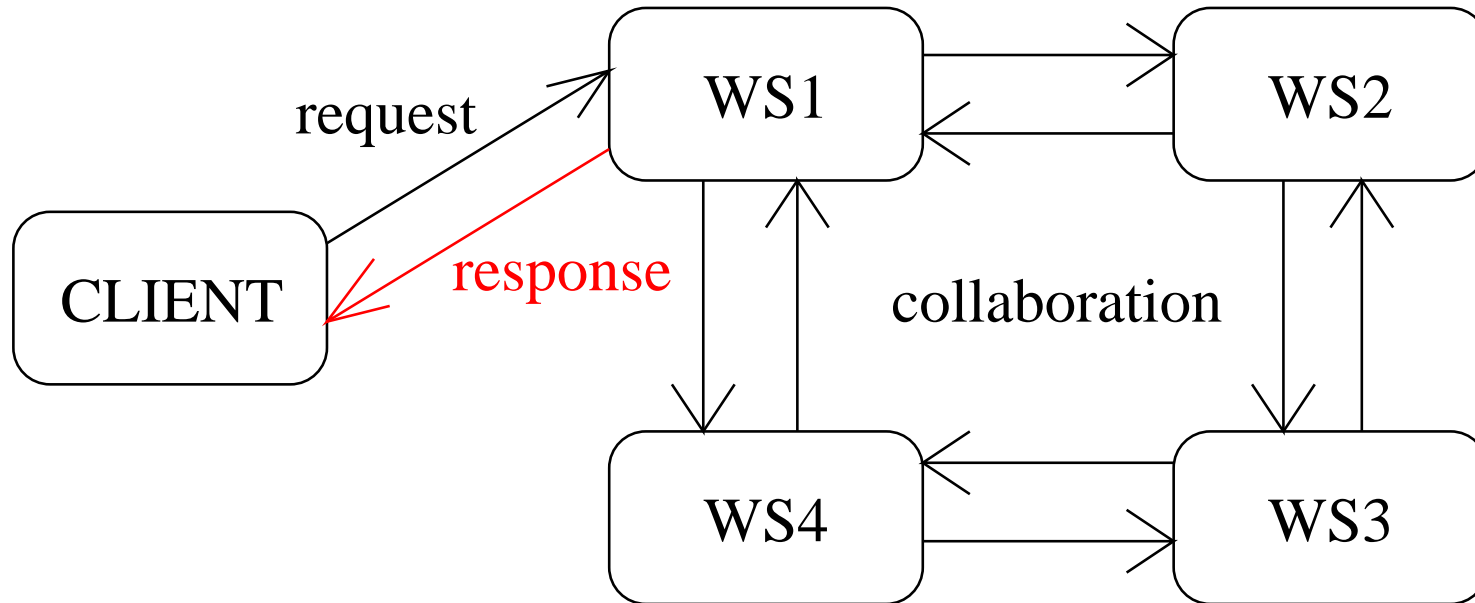 WS1
WS2
request
response
CLIENT
collaboration
WS4
WS3